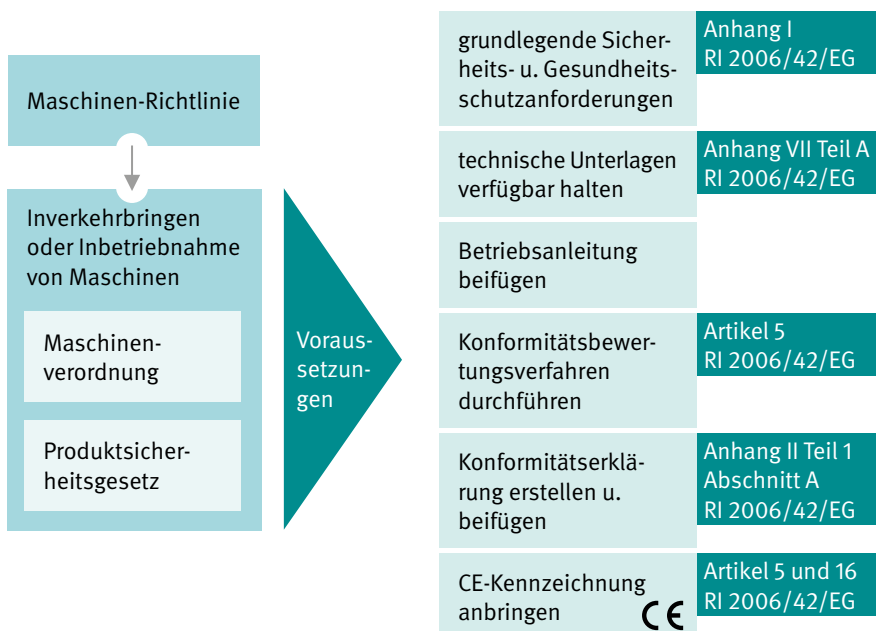 Maschinen-Richtlinie
Inverkehrbringen
oder Inbetriebnahme
von Maschinen
Maschinen-
verordnung
Produktsicher-
heitsgesetz
Voraus-
setzun-
gen
grundlegende Sicher-
heits- u. Gesundheits-
schutzanforderungen
Anhang I
RI 2006/42/EG
technische Unterlagen
verfügbar halten
Anhang VII Teil A
RI 2006/42/EG
Betriebsanleitung
beifügen
Konformitätsbewer-
tungsverfahren
durchführen
Artikel 5
RI 2006/42/EG
Konformitätserklä-
rung erstellen u.
beifügen
Anhang II Teil 1
Abschnitt A
RI 2006/42/EG
CE-Kennzeichnung
anbringen
CE
Artikel 5 und 16
RI 2006/42/EG